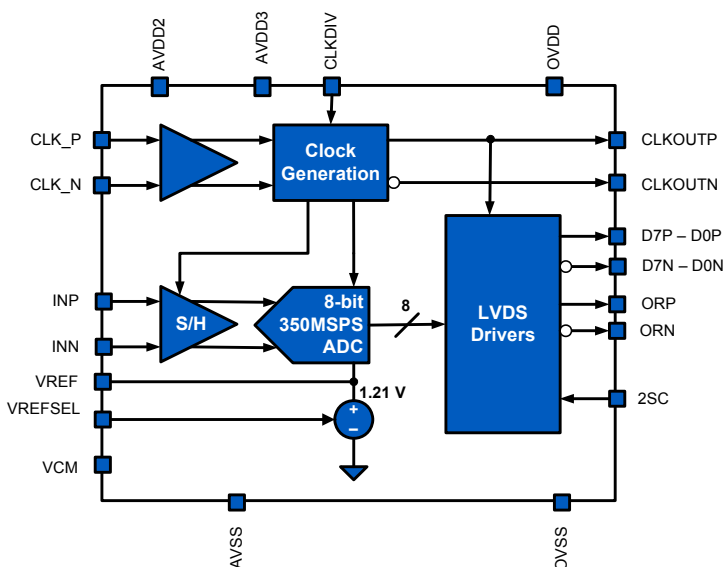 AVDD2
AVDD3
CLKDIV
OVDD
CLK_P
CLK_N
Clock
Generation
CLKOUTP
CLKOUTN
D7P – D0P
D7N – D0N
ORP
ORN
2SC
INP
INN
S/H
8-bit
350MSPS
ADC
8
LVDS
Drivers
VREF
VREFSEL
VCM
1.21 V
+
–
AVSS
OVSS